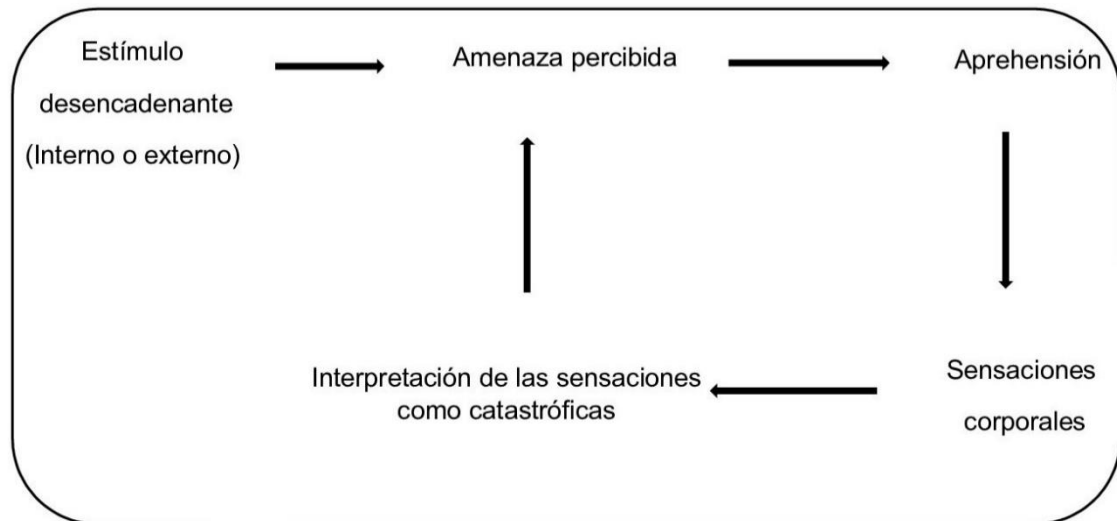 Estímulo
desencadenante
(Interno o externo)
Amenaza percibida
Aprehensión
Sensaciones
corporales
Interpretación de las sensaciones
como catastróficas